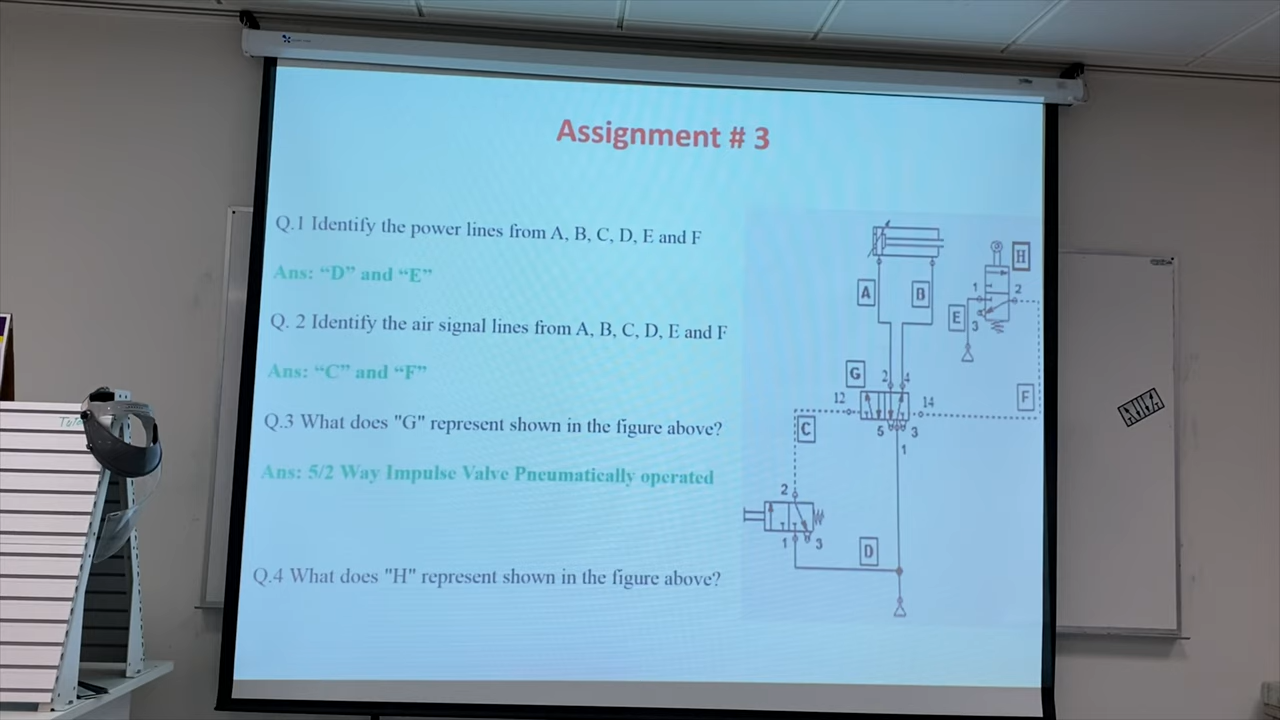 Assignment # 3
Q.1 Identify the power lines from A, B, C, D, E and F
Ans: “D” and “E”
Q. 2 Identify the air signal lines from A, B, C, D, E and F
Ans: “C” and “F”
Q.3 What does "G" represent shown in the figure above?
Ans: 5/2 Way Impulse Valve Pneumatically operated
Q.4 What does "H" represent shown in the figure above?
H
A
B
1
2
E
3
G
2
4
12
14
F
C
5
3
1
2
1
3
D